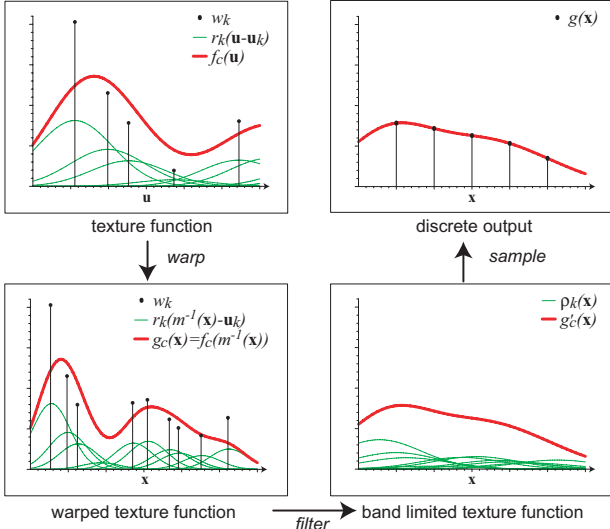 w_k
r_k(u-u_k)
f_c(u)
u
texture function
g(x)
x
discrete output
warp
sample
w_k
r_k(m⁻¹(x)-u_k)
g_c(x)=f_c(m⁻¹(x))
x
warped texture function
ρ_k(x)
g'_c(x)
x
band limited texture function
filter